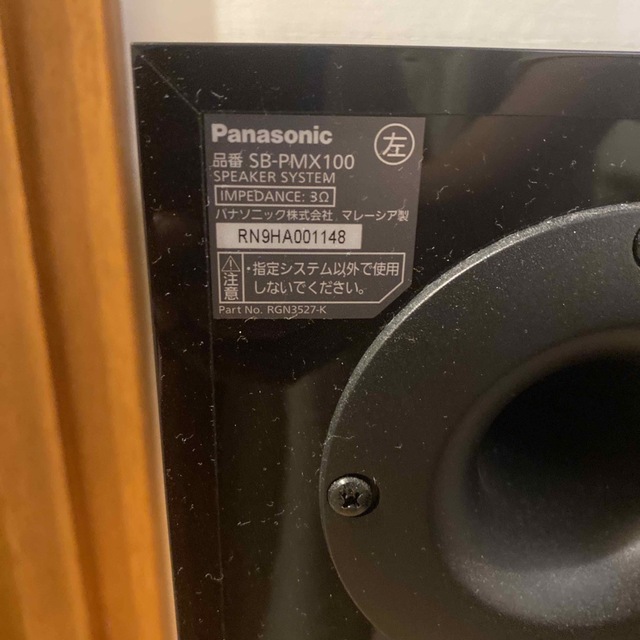 Panasonic
左
品番 SB-PMX100
SPEAKER SYSTEM
IMPEDANCE: 3Ω
パナソニック株式会社 マレーシア製
RN9HA001148
注意
・指定システム以外で使用
しないでください。
Part No. RGN3527-K